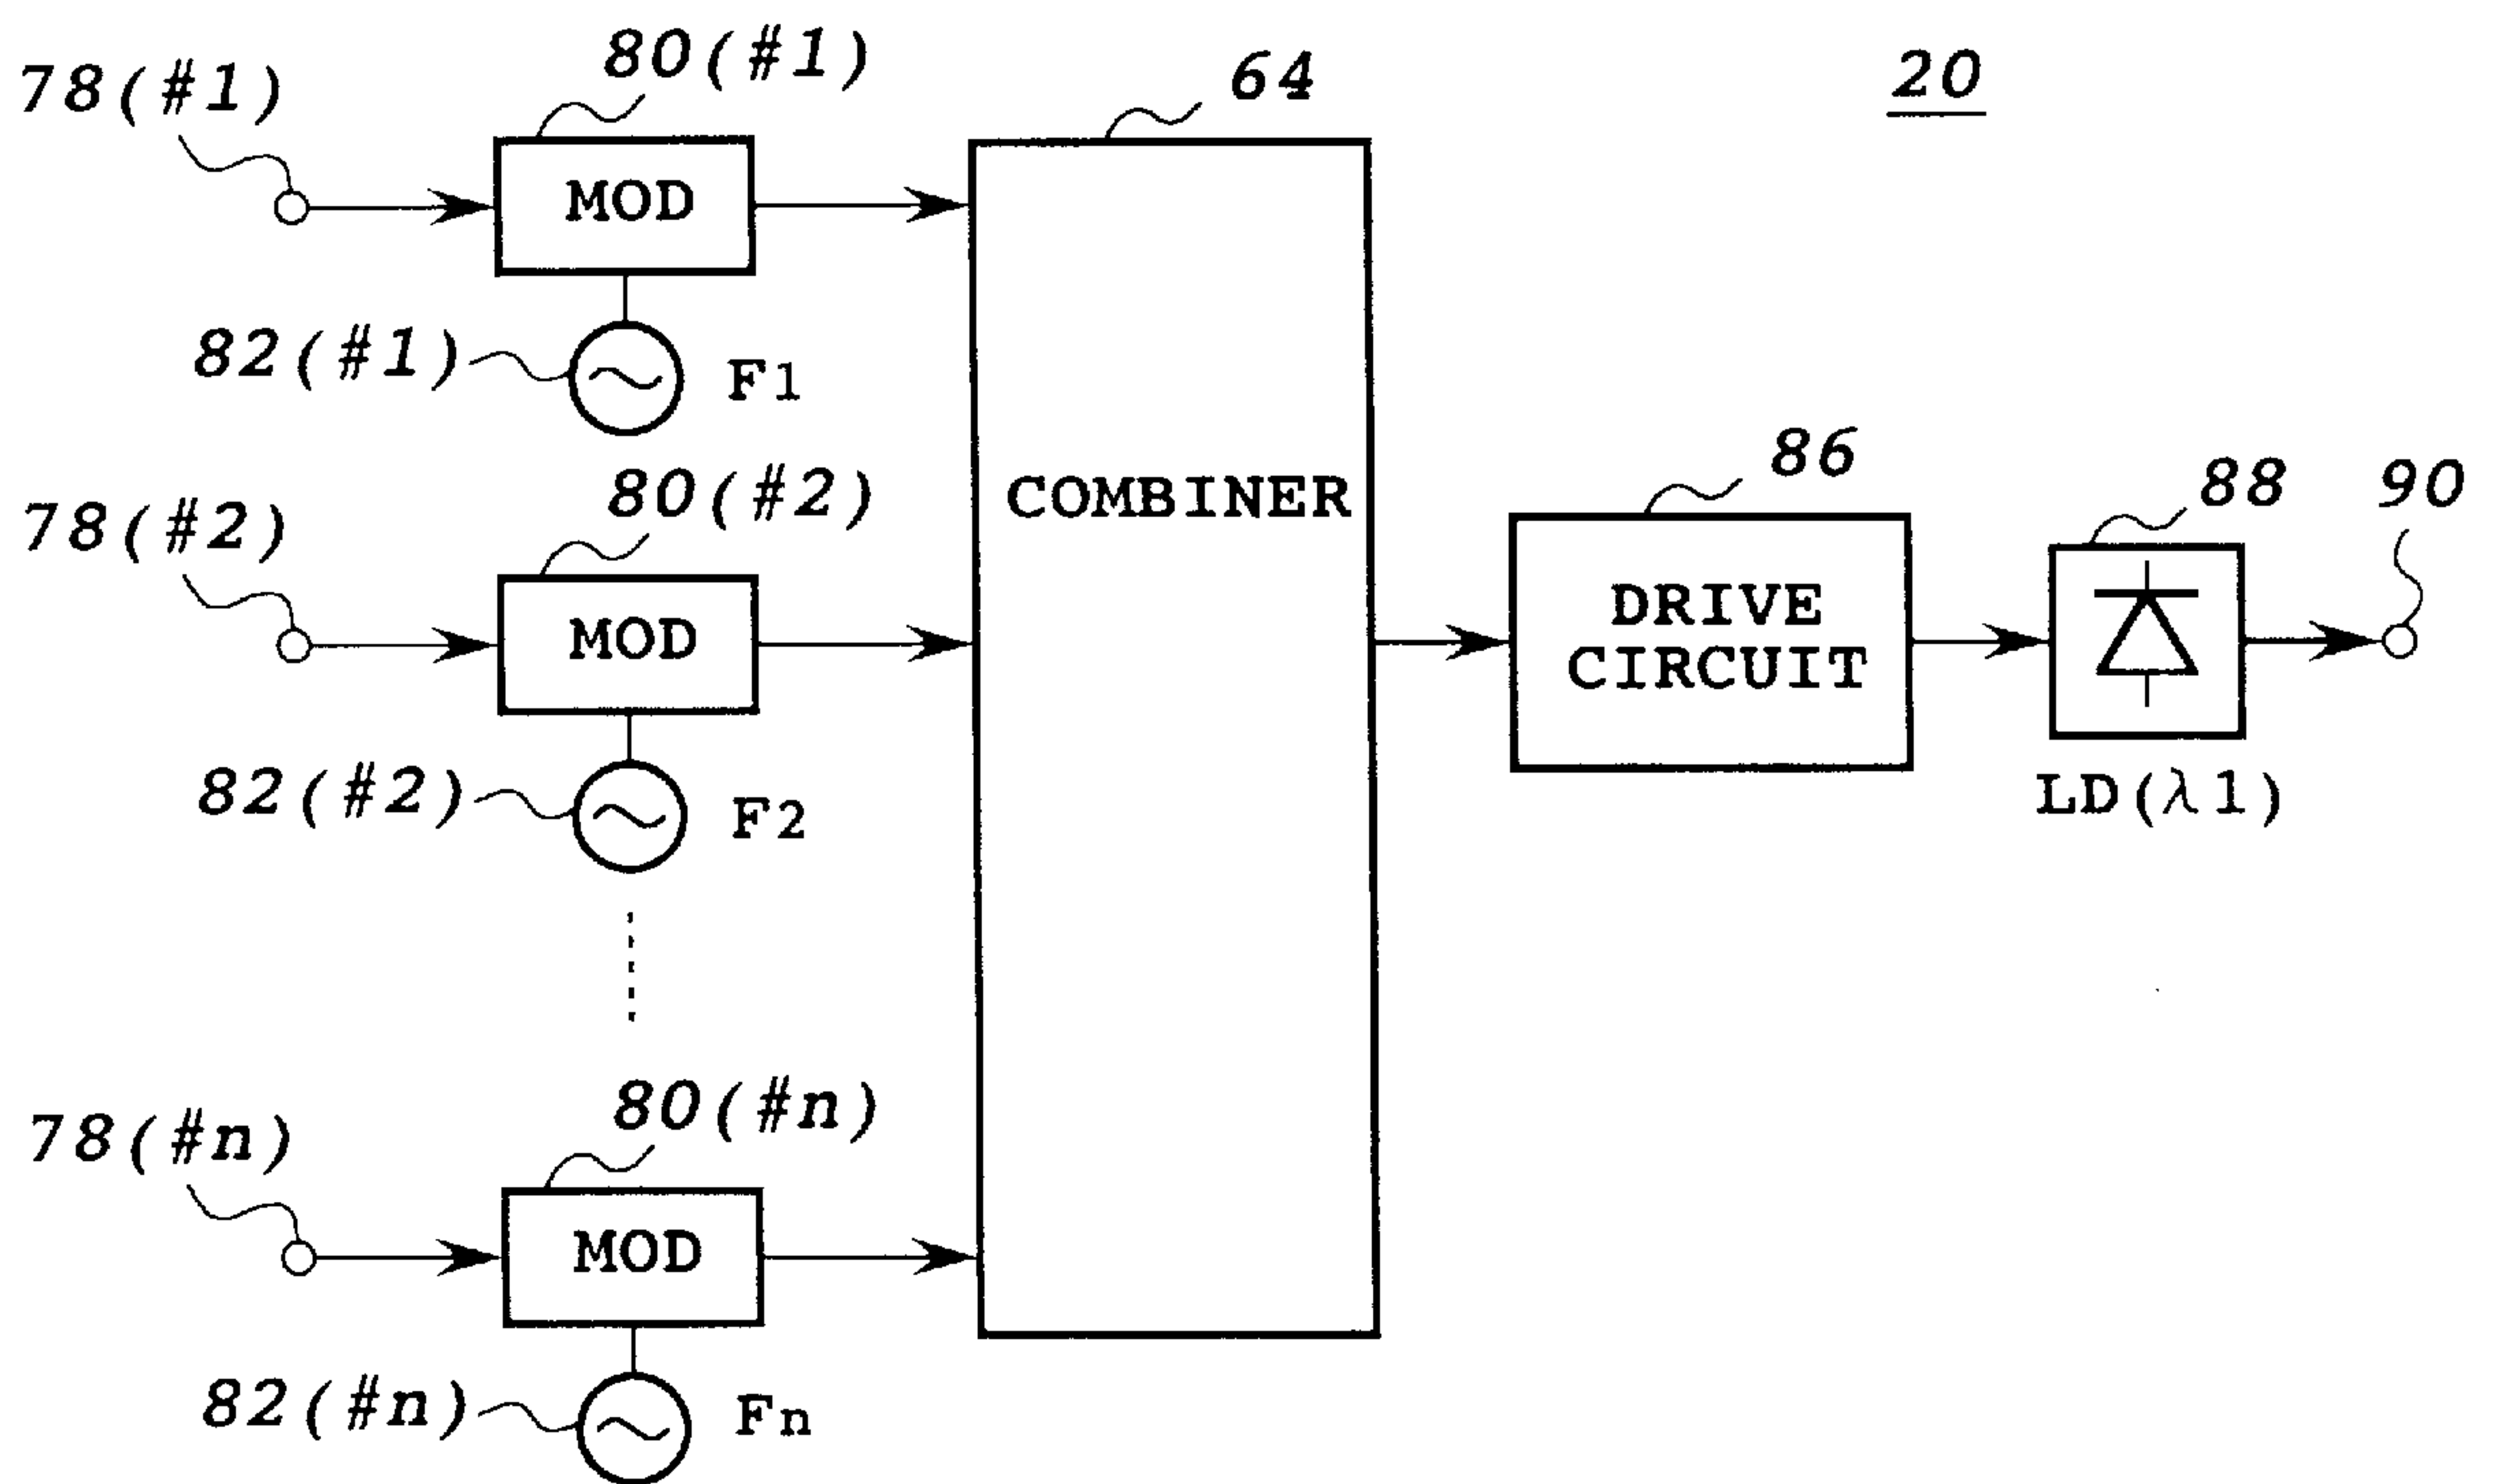 80(#1)
64
20
78(#1)
MOD
82(#1)
F1
80(#2)
COMBINER
86
88
90
78(#2)
MOD
DRIVE
CIRCUIT
82(#2)
F2
LD(λ1)
80(#n)
78(#n)
MOD
82(#n)
Fn